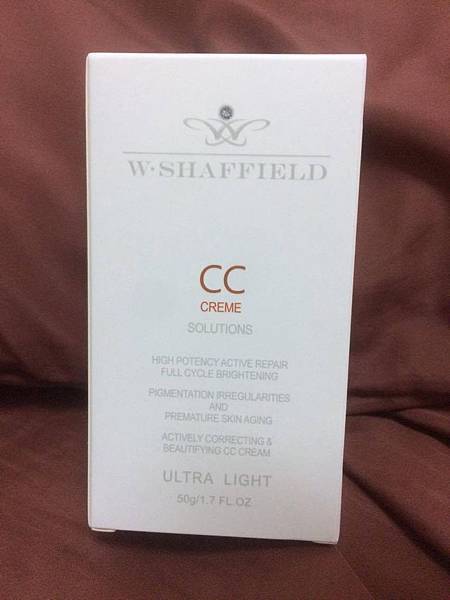 W·SHAFFIELD
CC
CREME
SOLUTIONS
HIGH POTENCY ACTIVE REPAIR
FULL CYCLE BRIGHTENING
PIGMENTATION IRREGULARITIES
AND
PREMATURE SKIN AGING
ACTIVELY CORRECTING &
BEAUTIFYING CC CREAM
ULTRA LIGHT
50g/1.7 FL.OZ